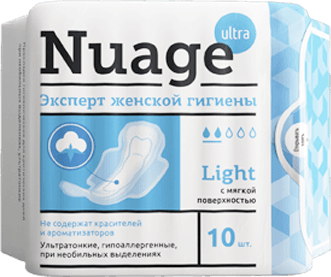 Nuage
ultra
Эксперт женской гигиены
Light
с мягкой
поверхностью
Не содержат красителей
и ароматизаторов
Ультратонкие, гипоаллергенные,
при необильных выделениях
10 шт.